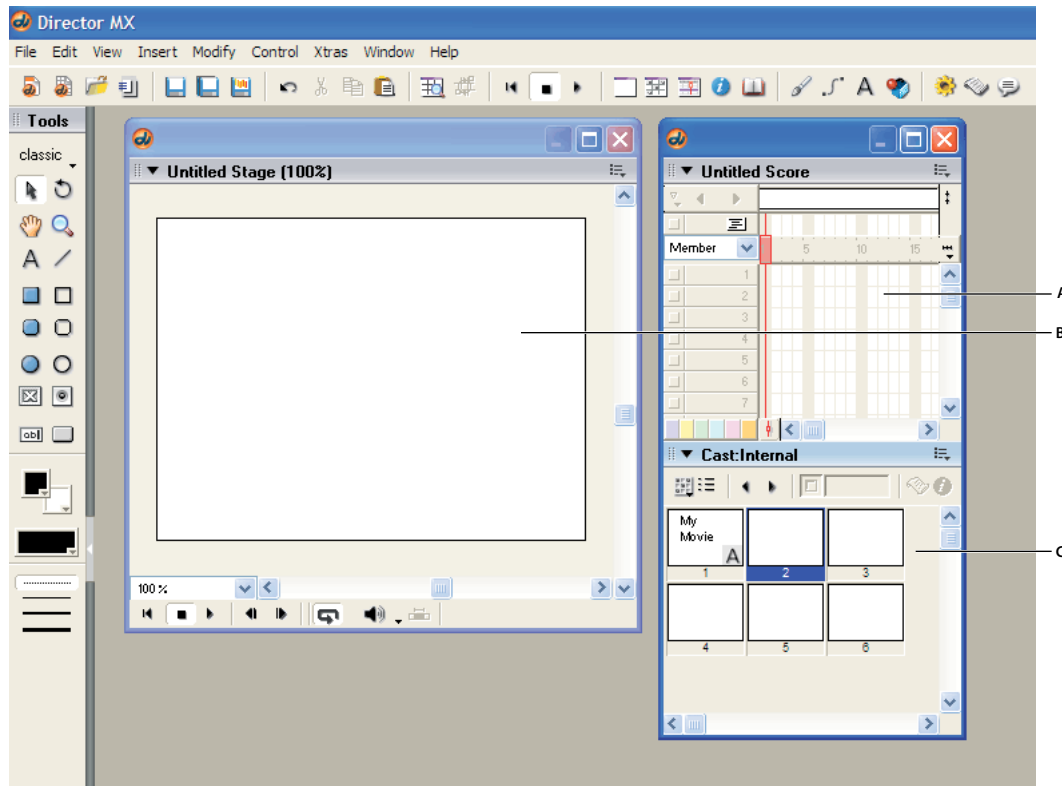 Director MX
File Edit View Insert Modify Control Xtras Window Help
Tools
classic
A
abl
Untitled Stage (100%)
100 %
Untitled Score
Member
5 10 15
1
2
3
4
5
6
7
Cast:Internal
My
Movie
A
1 2 3
4 5 6
A
B
C